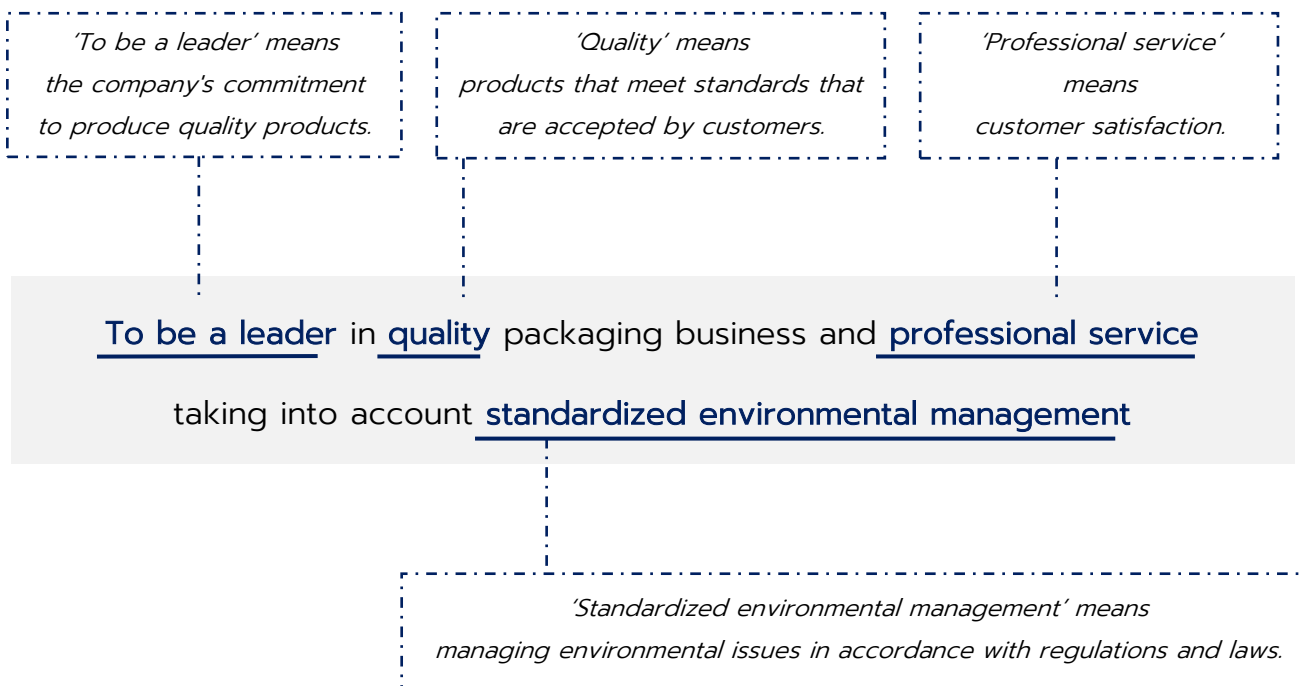 ‘To be a leader’ means
the company's commitment
to produce quality products.
‘Quality’ means
products that meet standards that
are accepted by customers.
‘Professional service’
means
customer satisfaction.
To be a leader in quality packaging business and professional service
taking into account standardized environmental management
‘Standardized environmental management’ means
managing environmental issues in accordance with regulations and laws.